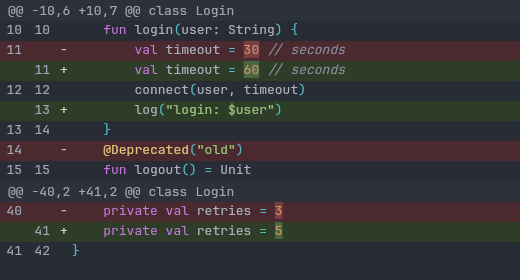 @@ -10,6 +10,7 @@ class Login
10 10 fun login(user: String) {
11 - val timeout = 30 // seconds
11 + val timeout = 60 // seconds
12 12 connect(user, timeout)
13 + log("login: $user")
13 14 }
14 - @Deprecated("old")
15 15 fun logout() = Unit
@@ -40,2 +41,2 @@ class Login
40 - private val retries = 3
41 + private val retries = 5
41 42 }